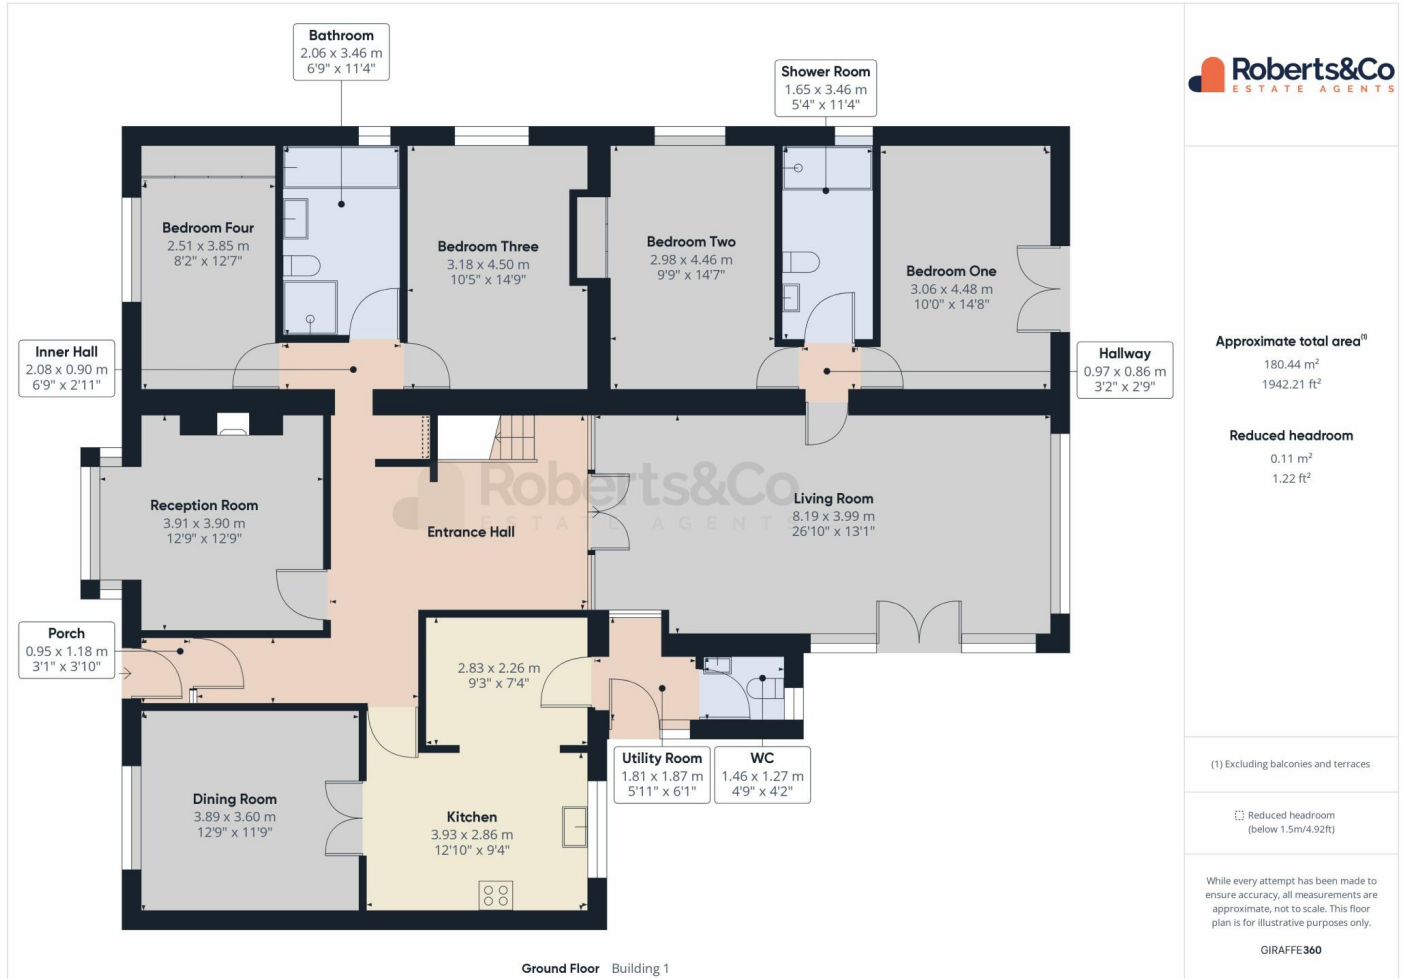 Bathroom
2.06 x 3.46 m
6'9" x 11'4"
Shower Room
1.65 x 3.46 m
5'4" x 11'4"
Bedroom Four
2.51 x 3.85 m
8'2" x 12'7"
Bedroom Three
3.18 x 4.50 m
10'5" x 14'9"
Bedroom Two
2.98 x 4.46 m
9'9" x 14'7"
Bedroom One
3.06 x 4.48 m
10'0" x 14'8"
Inner Hall
2.08 x 0.90 m
6'9" x 2'11"
Hallway
0.97 x 0.86 m
3'2" x 2'9"
Reception Room
3.91 x 3.90 m
12'9" x 12'9"
Roberts&Co
ESTATE AGENTS
Entrance Hall
Living Room
8.19 x 3.99 m
26'10" x 13'1"
Porch
0.95 x 1.18 m
3'1" x 3'10"
2.83 x 2.26 m
9'3" x 7'4"
Utility Room
1.81 x 1.87 m
5'11" x 6'1"
WC
1.46 x 1.27 m
4'9" x 4'2"
Dining Room
3.89 x 3.60 m
12'9" x 11'9"
Kitchen
3.93 x 2.86 m
12'10" x 9'4"
Ground Floor Building 1
Roberts&Co
ESTATE AGENTS
Approximate total area(1)
180.44 m²
1942.21 ft²
Reduced headroom
0.11 m²
1.22 ft²
(1) Excluding balconies and terraces
Reduced headroom
(below 1.5m/4.92ft)
While every attempt has been made to
ensure accuracy, all measurements are
approximate, not to scale. This floor
plan is for illustrative purposes only.
GIRAFFE360